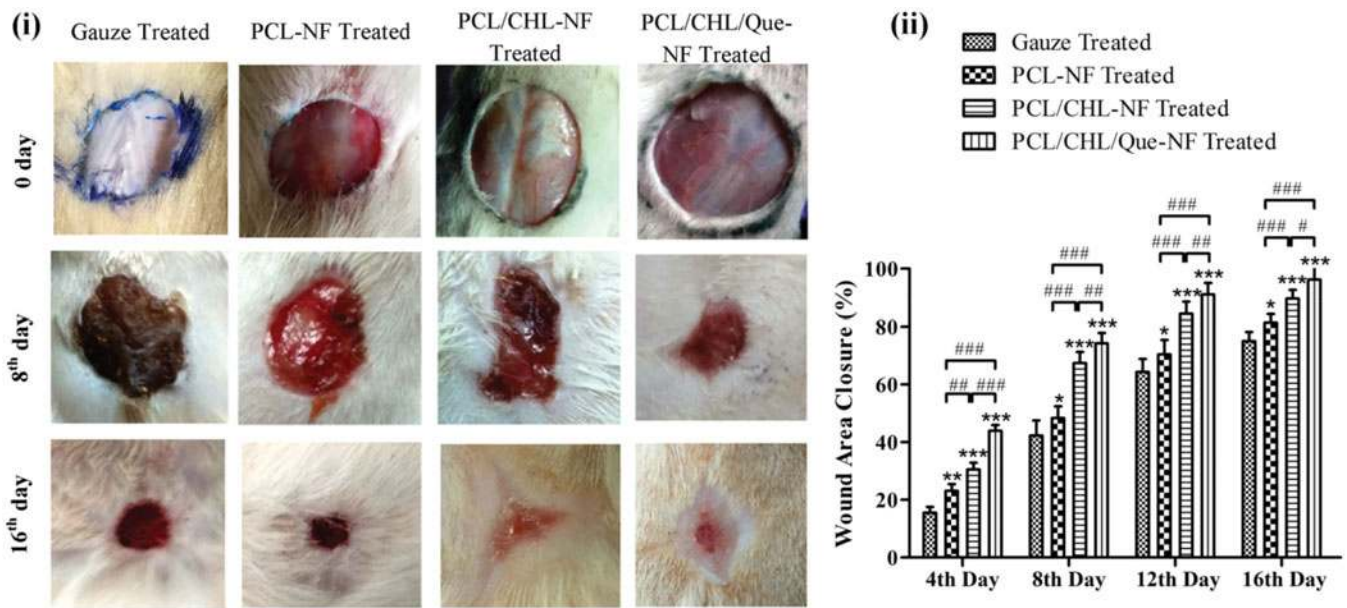 (i)
Gauze Treated
PCL-NF Treated
PCL/CHL-NF
Treated
PCL/CHL/Que-
NF Treated
0 day
8th day
16th day
(ii)
Gauze Treated
PCL-NF Treated
PCL/CHL-NF Treated
PCL/CHL/Que-NF Treated
Wound Area Closure (%)
100
80
60
40
20
0
###
## ###
** *** ***
###
### ##
* *** ***
###
### ##
* *** ***
###
### #
* *** ***
4th Day 8th Day 12th Day 16th Day